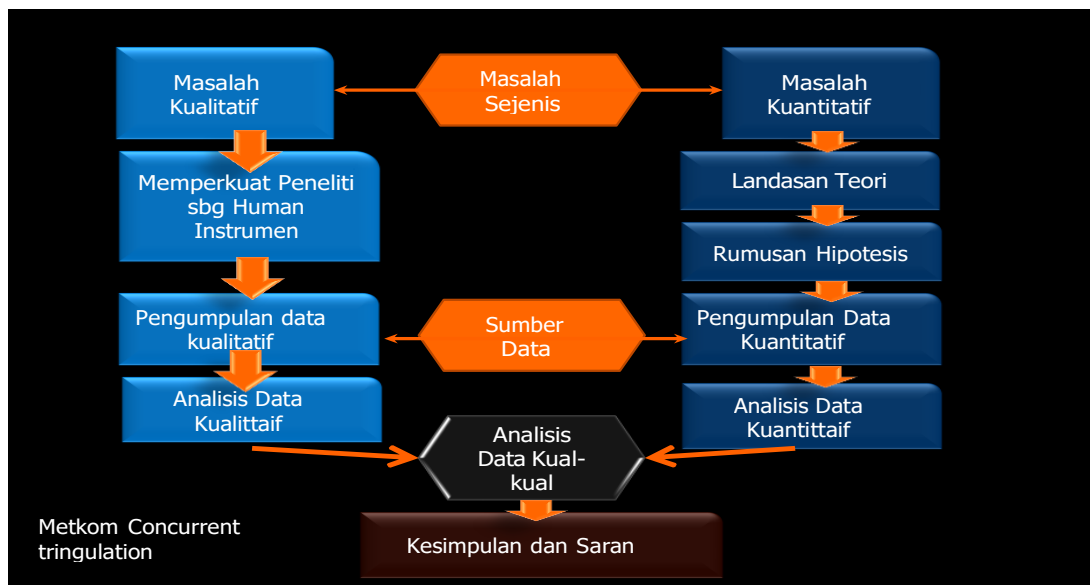 Masalah
Kualitatif
Masalah
Sejenis
Masalah
Kuantitatif
Memperkuat Peneliti
sbg Human
Instrumen
Landasan Teori
Rumusan Hipotesis
Pengumpulan data
kualitatif
Sumber
Data
Pengumpulan Data
Kuantitatif
Analisis Data
Kualittaif
Analisis Data
Kuantittaif
Analisis
Data Kual-
kual
Metkom Concurrent
tringulation
Kesimpulan dan Saran